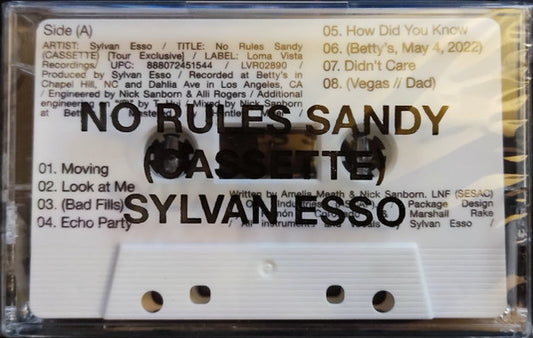 Side (A)
ARTIST: Sylvan Esso / TITLE: No Rules Sandy
(CASSETTE) [Tour Exclusive] / LABEL: Loma Vista
Recordings / UPC: 888072451544 / LVR02890 /
Produced by Sylvan Esso / Recorded at Betty's in
Chapel Hill, NC and Dahlia Ave in Los Angeles, CA
/ Engineered by Nick Sanborn & Alli Rogers / Additional
engineering on by / Mixed by Nick Sanborn
at
01. Moving
02. Look at Me
03. (Bad Fills)
04. Echo Party
05. How Did You Know
06. (Betty's, May 4, 2022)
07. Didn't Care
08. (Vegas // Dad)
NO RULES SANDY
(CASSETTE)
SYLVAN ESSO
Written by Amelia Meath & Nick Sanborn. LNF (SESAC)
Package Design
& Marshall Rake
/ All instruments and / Sylvan Esso /